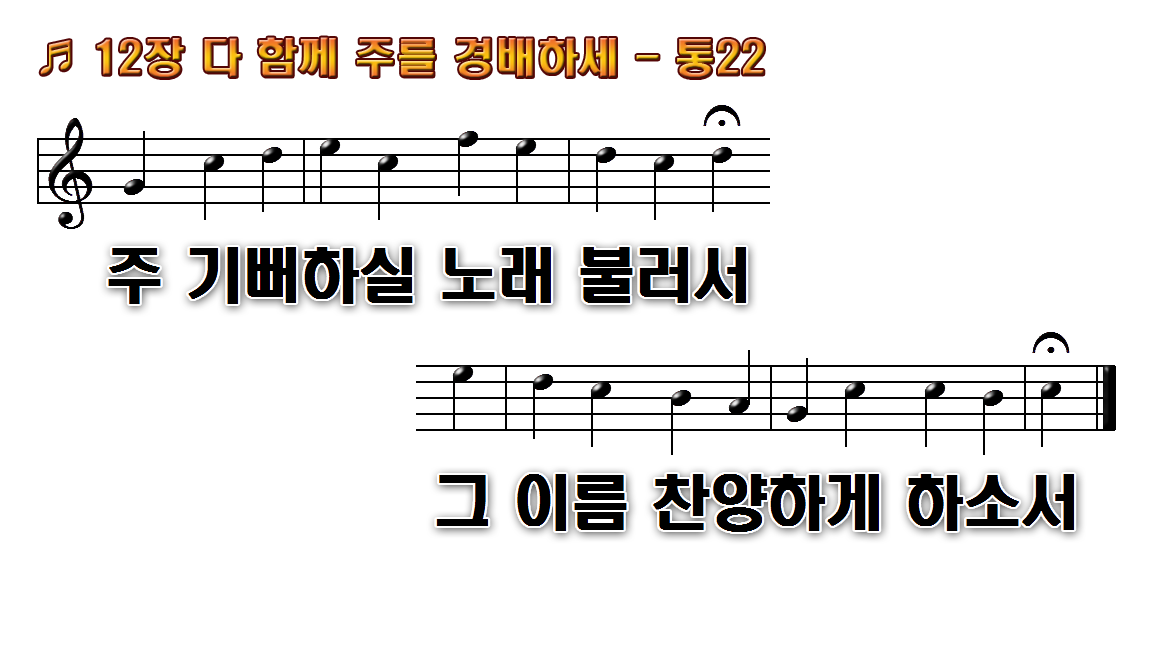 ♬ 12장 다 함께 주를 경배하세 - 통22
주 기뻐하실 노래 불러서
그 이름 찬양하게 하소서